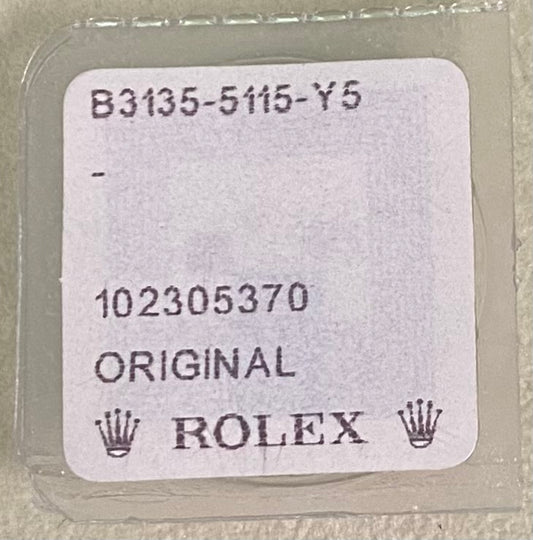 B3135-5115-Y5
-
102305370
ORIGINAL
ROLEX